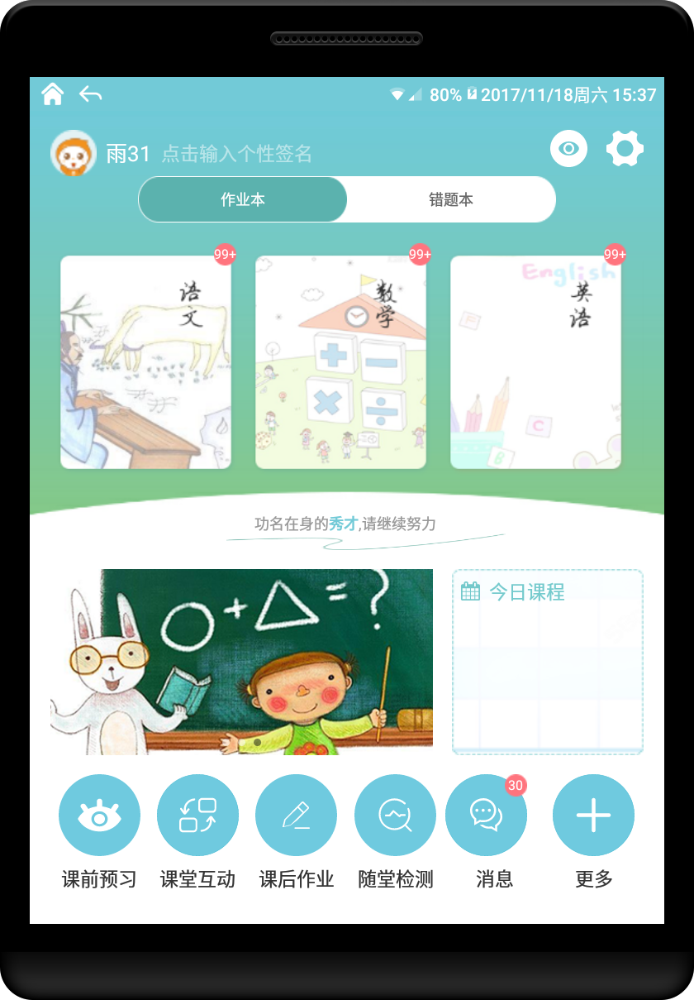 80% 2017/11/18周六 15:37
雨31 点击输入个性签名
作业本 错题本
99+ 99+ 99+
语文
数学
English
英语
P
C
B
功名在身的秀才,请继续努力
今日课程
30
课前预习 课堂互动 课后作业 随堂检测 消息 更多